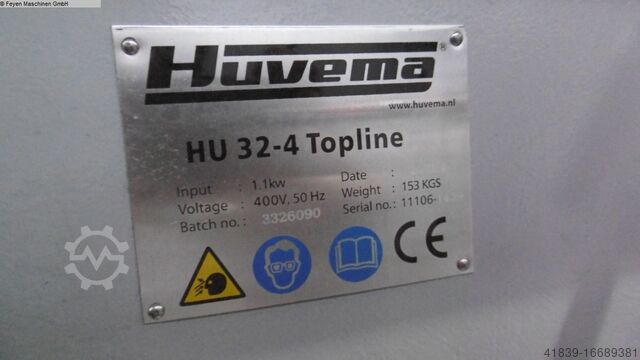 © Feyen Maschinen GmbH
Huvema®
www.huvema.nl
HU 32-4 Topline
Input : 1.1kw
Date :
Voltage : 400V, 50 Hz
Weight : 153 KGS
Batch no.: 3326090
Serial no.: 11106-
CE
41839-16689381